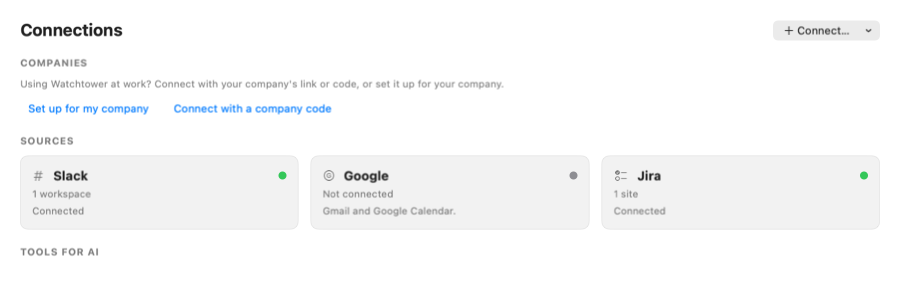 Connections
+ Connect...
COMPANIES
Using Watchtower at work? Connect with your company's link or code, or set it up for your company.
Set up for my company
Connect with a company code
SOURCES
# Slack
1 workspace
Connected
Google
Not connected
Gmail and Google Calendar.
Jira
1 site
Connected
TOOLS FOR AI